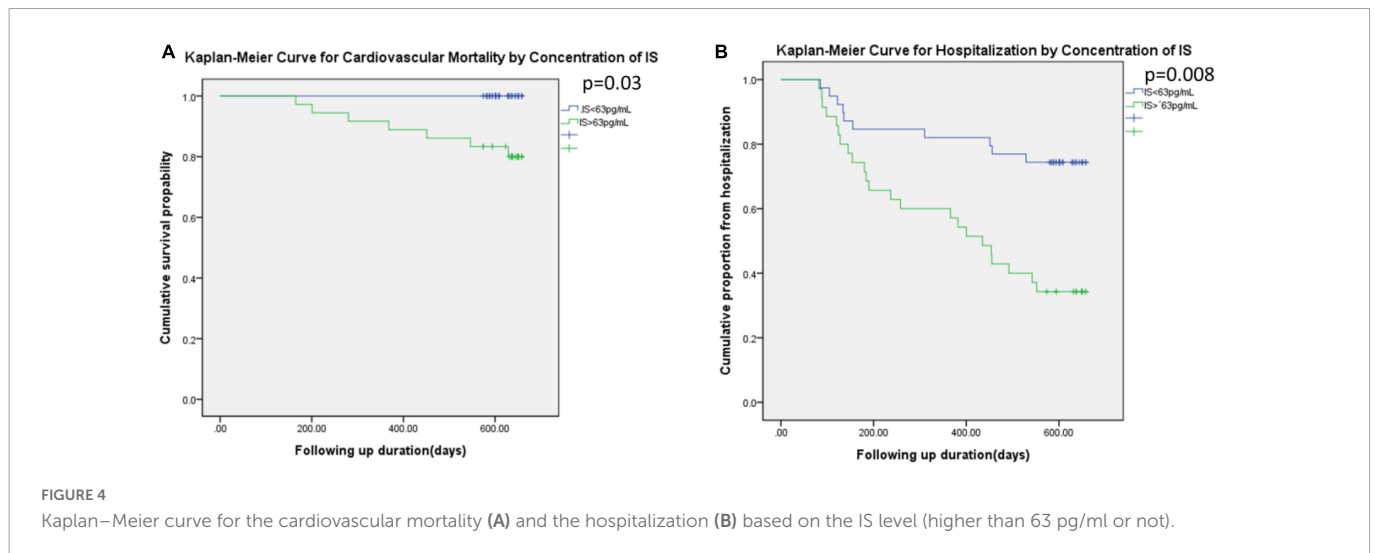 A
Kaplan-Meier Curve for Cardiovascular Mortality by Concentration of IS
p=0.03
.IS<63pg/mL
IS>63pg/mL
1.0
0.8
0.6
0.4
0.2
0.0
Cumulative survival propability
.00 200.00 400.00 600.00
Following up duration(days)
B
Kaplan-Meier Curve for Hospitalization by Concentration of IS
p=0.008
IS<63pg/mL
IS>´63pg/mL
1.0
0.8
0.6
0.4
0.2
0.0
Cumulative proportion from hospitalization
.00 200.00 400.00 600.00
Following up duration(days)
FIGURE 4
Kaplan–Meier curve for the cardiovascular mortality (A) and the hospitalization (B) based on the IS level (higher than 63 pg/ml or not).